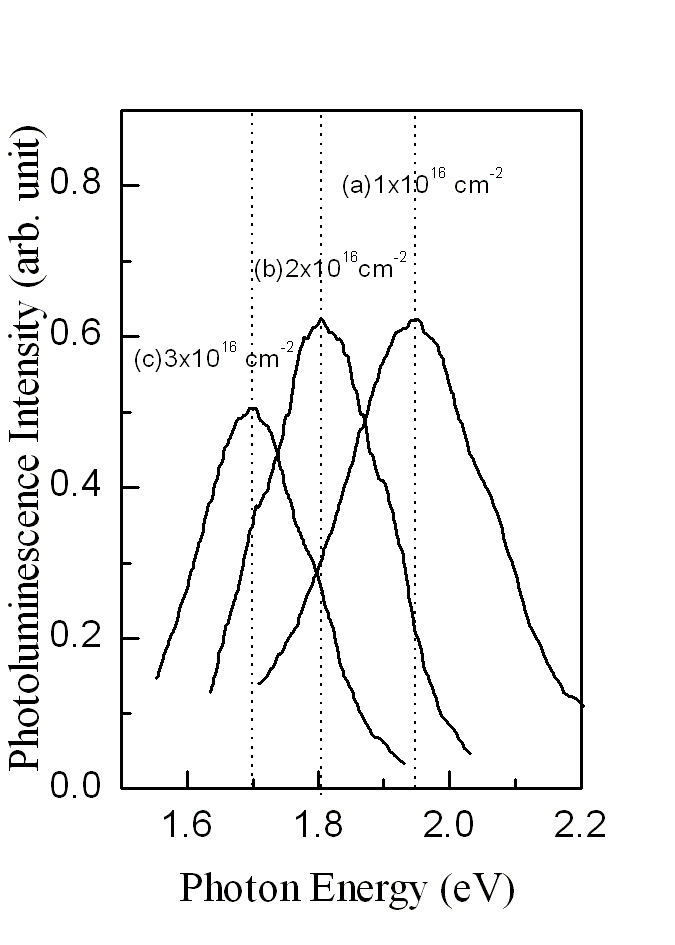 Photoluminescence Intensity (arb. unit)
0.8
0.6
0.4
0.2
0.0
(a)1x10¹⁶ cm⁻²
(b)2x10¹⁶cm⁻²
(c)3x10¹⁶ cm⁻²
1.6 1.8 2.0 2.2
Photon Energy (eV)